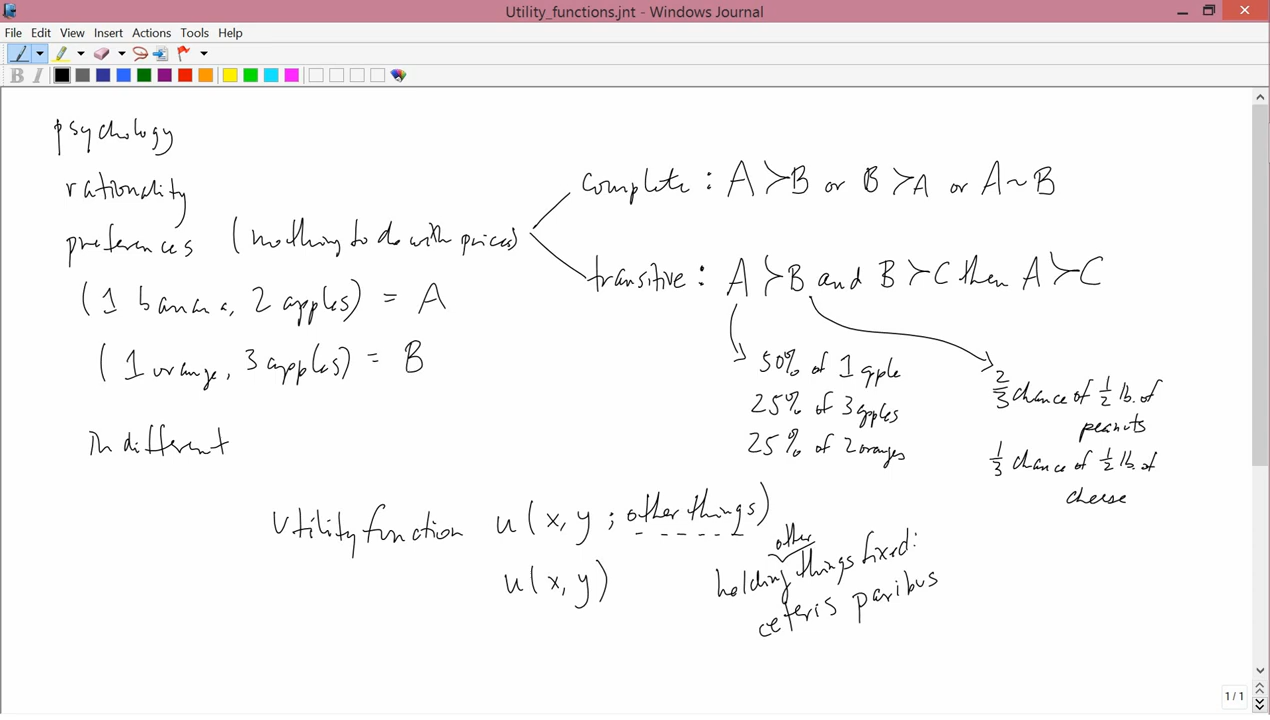 Utility_functions.jnt - Windows Journal
File Edit View Insert Actions Tools Help
B I
psychology
rationality
preferences (nothing to do with prices)
complete : A ≻ B or B ≻ A or A ~ B
transitive : A ≻ B and B ≻ C then A ≻ C
(1 banana, 2 apples) = A
(1 orange, 3 apples) = B
indifferent
50% of 1 apple
25% of 3 apples
25% of 2 oranges
2/3 chance of 1/2 lb. of
peanuts
1/3 chance of 1/2 lb. of
cheese
Utility function u(x, y ; other things)
u(x, y)
other
holding things fixed:
ceteris paribus
1 / 1